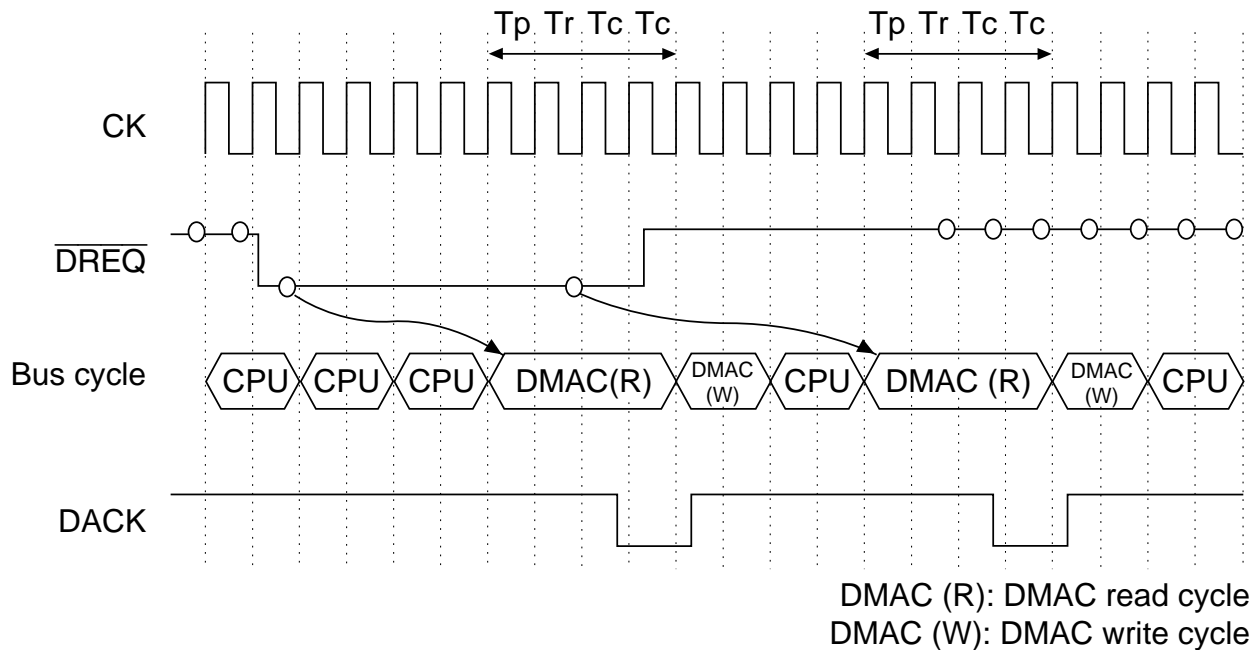 Tp Tr Tc Tc Tp Tr Tc Tc
CK
DREQ
Bus cycle CPU CPU CPU DMAC(R) DMAC (W) CPU DMAC (R) DMAC (W) CPU
DACK
DMAC (R): DMAC read cycle
DMAC (W): DMAC write cycle